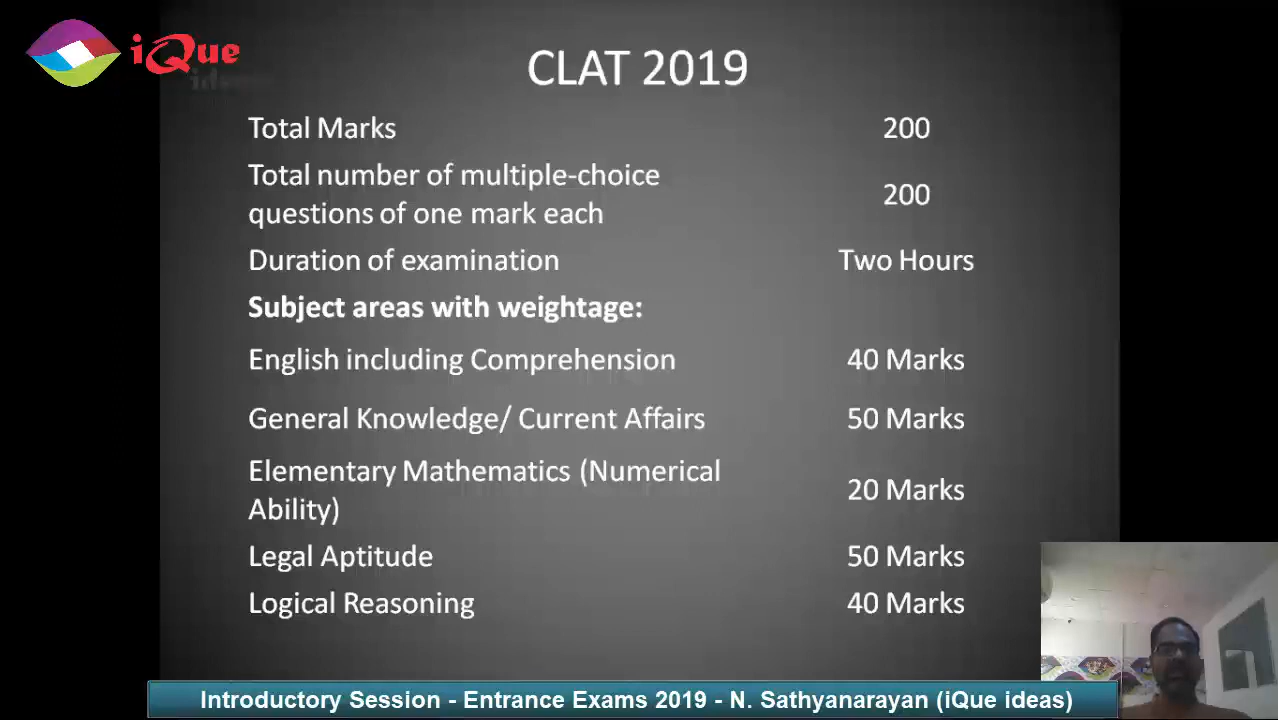 iQue
ideas
CLAT 2019
Total Marks 200
Total number of multiple-choice
questions of one mark each 200
Duration of examination Two Hours
Subject areas with weightage:
English including Comprehension 40 Marks
General Knowledge/ Current Affairs 50 Marks
Elementary Mathematics (Numerical
Ability) 20 Marks
Legal Aptitude 50 Marks
Logical Reasoning 40 Marks
Introductory Session - Entrance Exams 2019 - N. Sathyanarayan (iQue ideas)